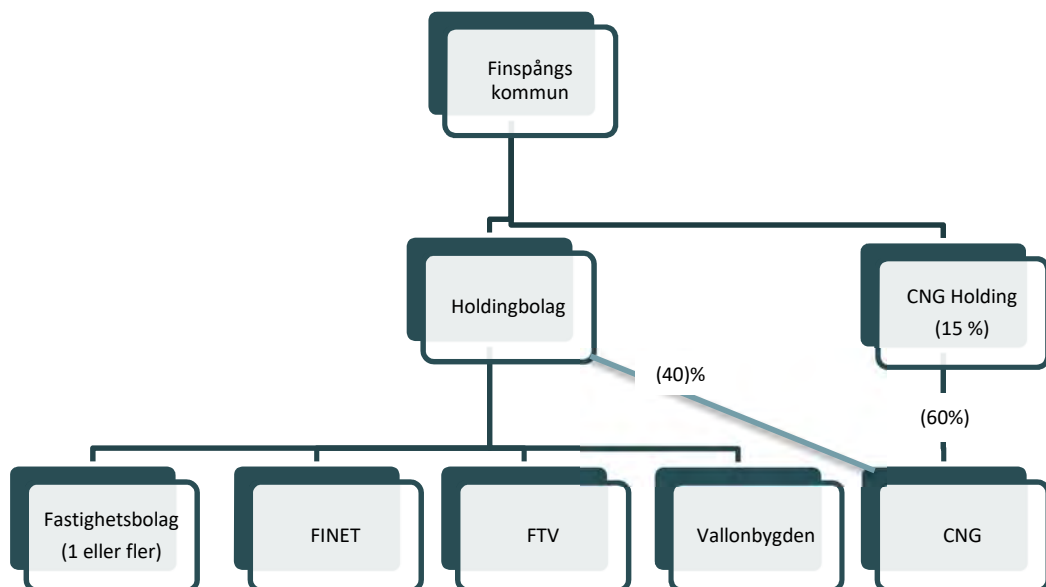 Finspångs
kommun
Holdingbolag
CNG Holding
(15 %)
(40)%
(60%)
Fastighetsbolag
(1 eller fler)
FINET
FTV
Vallonbygden
CNG